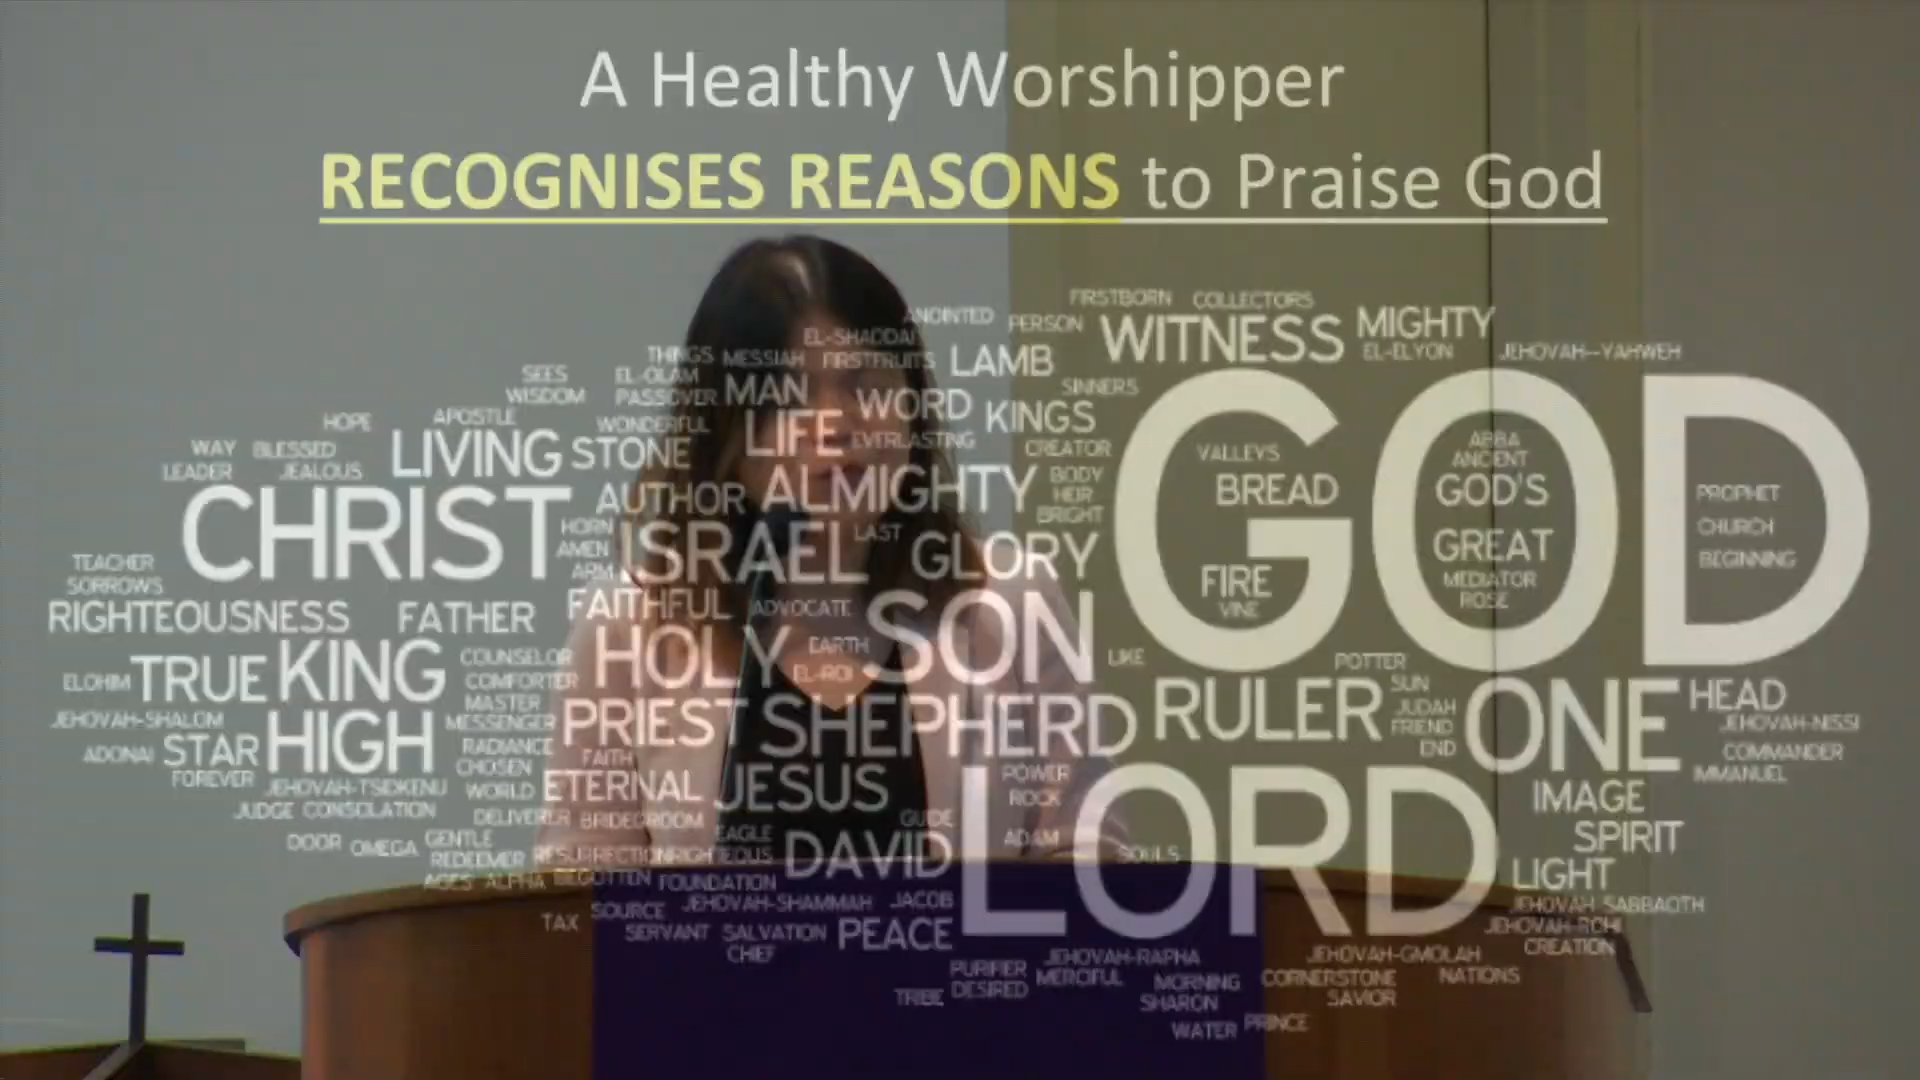 A Healthy Worshipper
RECOGNISES REASONS to Praise God
FIRSTBORN COLLECTORS
ANOINTED PERSON WITNESS MIGHTY
EL-SHADDAI EL-ELYON JEHOVAH--YAHWEH
THINGS MESSIAH FIRSTFRUITS LAMB
SEES EL-OLAM MAN SINNERS
WISDOM PASSOVER WORD KINGS
HOPE APOSTLE WONDERFUL LIFE EVERLASTING
WAY BLESSED LIVING STONE CREATOR VALLEYS ABBA
LEADER JEALOUS ANCIENT
AUTHOR ALMIGHTY BODY BREAD GOD'S PROPHET
HEIR
CHRIST HORN BRIGHT GOD CHURCH
AMEN ISRAEL LAST GLORY GREAT BEGINNING
TEACHER ARM FIRE MEDIATOR
SORROWS VINE ROSE
RIGHTEOUSNESS FATHER FAITHFUL ADVOCATE
HOLY EARTH SON LIKE POTTER
ELOHIM TRUE KING COUNSELOR EL-ROI SUN HEAD
COMFORTER RULER JUDAH ONE
MASTER
JEHOVAH-SHALOM MESSENGER PRIEST SHEPHERD FRIEND JEHOVAH-NISSI
ADONAI STAR HIGH RADIANCE FAITH END COMMANDER
FOREVER CHOSEN POWER MMANUEL
JEHOVAH-TSIDKENU WORLD ETERNAL JESUS ROCK IMAGE
JUDGE CONSOLATION DELIVERER BRIDEGROOM GUIDE LORD
DOOR OMEGA GENTLE EAGLE DAVID ADAM SPIRIT
REDEEMER RESURRECTION RIGHTEOUS SOULS
AGES ALPHA BEGOTTEN FOUNDATION LIGHT
TAX SOURCE JEHOVAH-SHAMMAH JACOB JEHOVAH-SABBAOTH
SERVANT SALVATION PEACE JEHOVAH-ROHI
CHIEF CREATION
JEHOVAH-RAPHA JEHOVAH-GMOLAH
PURIFIER MERCIFUL MORNING CORNERSTONE NATIONS
TRIBE DESIRED SHARON SAVIOR
WATER PRINCE